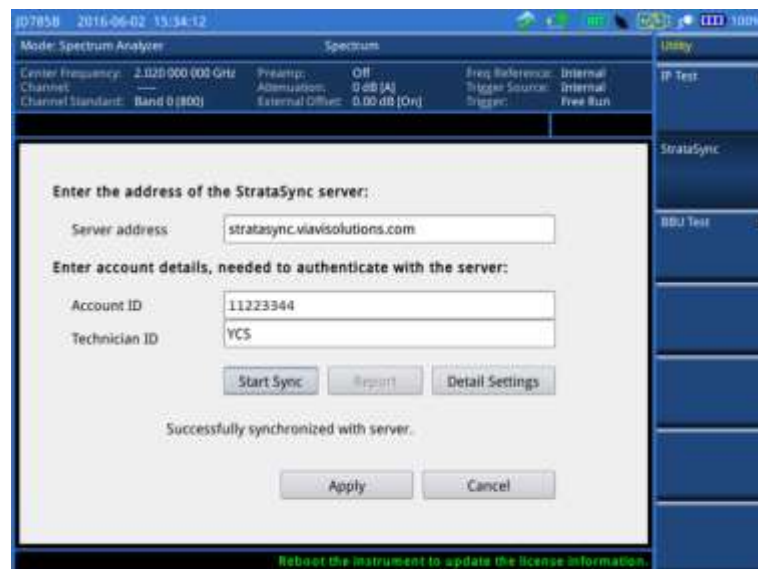 JD785B 2016-06-02 15:34:12
100%
Mode: Spectrum Analyzer Spectrum
Utility
Center Frequency: 2.020 000 000 GHz Preamp: Off Freq Reference: Internal
Channel: ---- Attenuation: 0 dB [A] Trigger Source: Internal
Channel Standard: Band 0 [800] External Offset: 0.00 dB [On] Trigger: Free Run
IP Test
StrataSync
BBU Test
Enter the address of the StrataSync server:
Server address stratasync.viavisolutions.com
Enter account details, needed to authenticate with the server:
Account ID 11223344
Technician ID YCS
Start Sync Report Detail Settings
Successfully synchronized with server.
Apply Cancel
Reboot the instrument to update the license information.